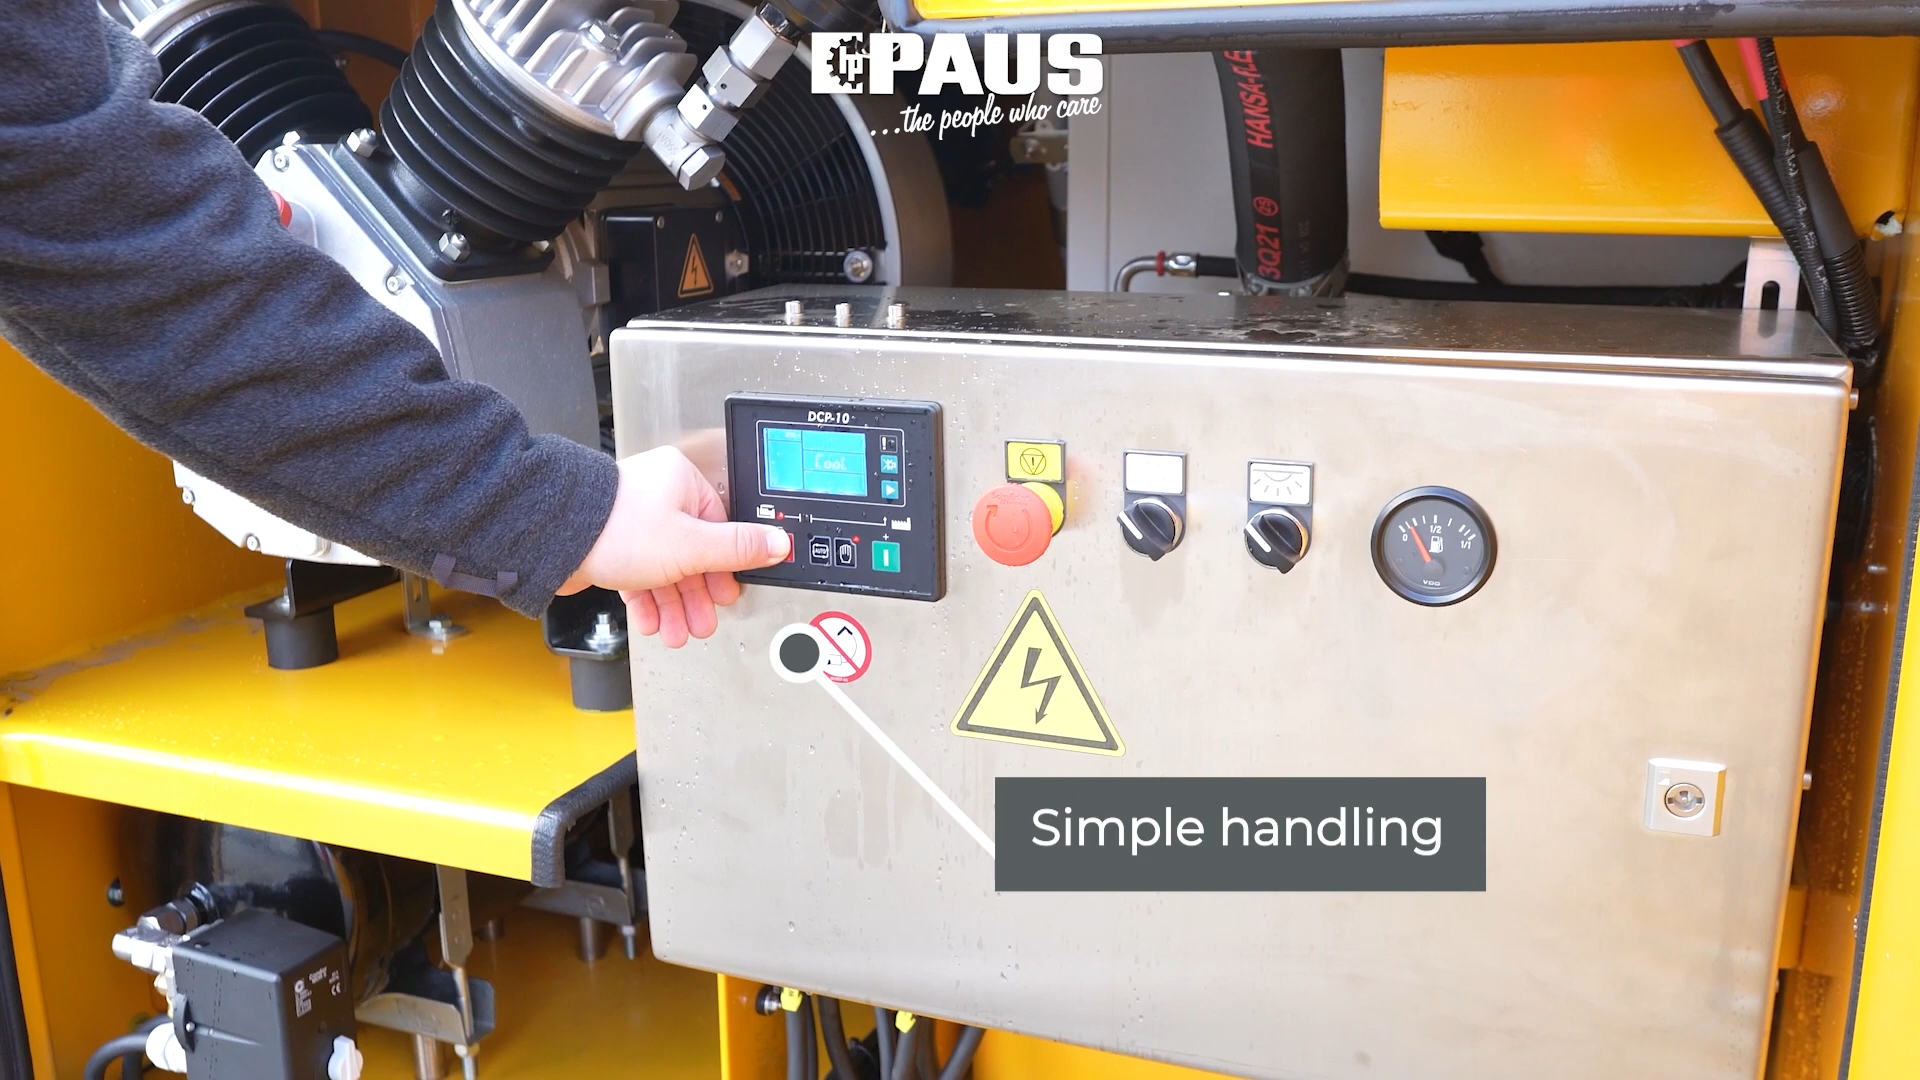 PAUS
...the people who care
HANSA-FLEX
3Q21
DCP-10
Cool
AUTO
0
1/2
1/1
VDO
Simple handling